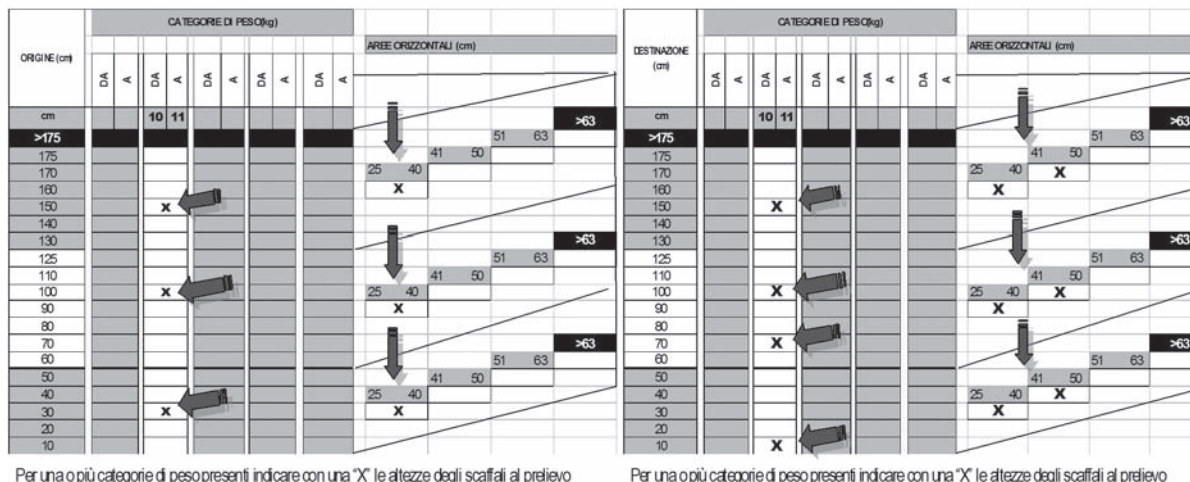 CATEGORIE DI PESO(kg)
AREE ORIZZONTALI (cm)
ORIGINE (cm)
DA A DA A DA A DA A DA A
cm 10 11 >63
>175 51 63
175 41 50
170 25 40
160 X
150 x
140
130 >63
125 51 63
110 41 50
100 x 25 40
90 X
80
70 >63
60 51 63
50 41 50
40 25 40
30 x X
20
10
Per una o più categorie di peso presenti indicare con una "X" le altezze degli scaffali al prelievo
CATEGORIE DI PESO(kg)
AREE ORIZZONTALI (cm)
DESTINAZIONE
(cm)
DA A DA A DA A DA A DA A
cm 10 11 >63
>175 51 63
175 41 50
170 25 40 X
160 X
150 X
140
130 >63
125 51 63
110 41 50
100 X 25 40 X
90 X
80
70 X >63
60 51 63
50 41 50
40 25 40 X
30 X
20
10 X
Per una o più categorie di peso presenti indicare con una "X" le altezze degli scaffali al prelievo